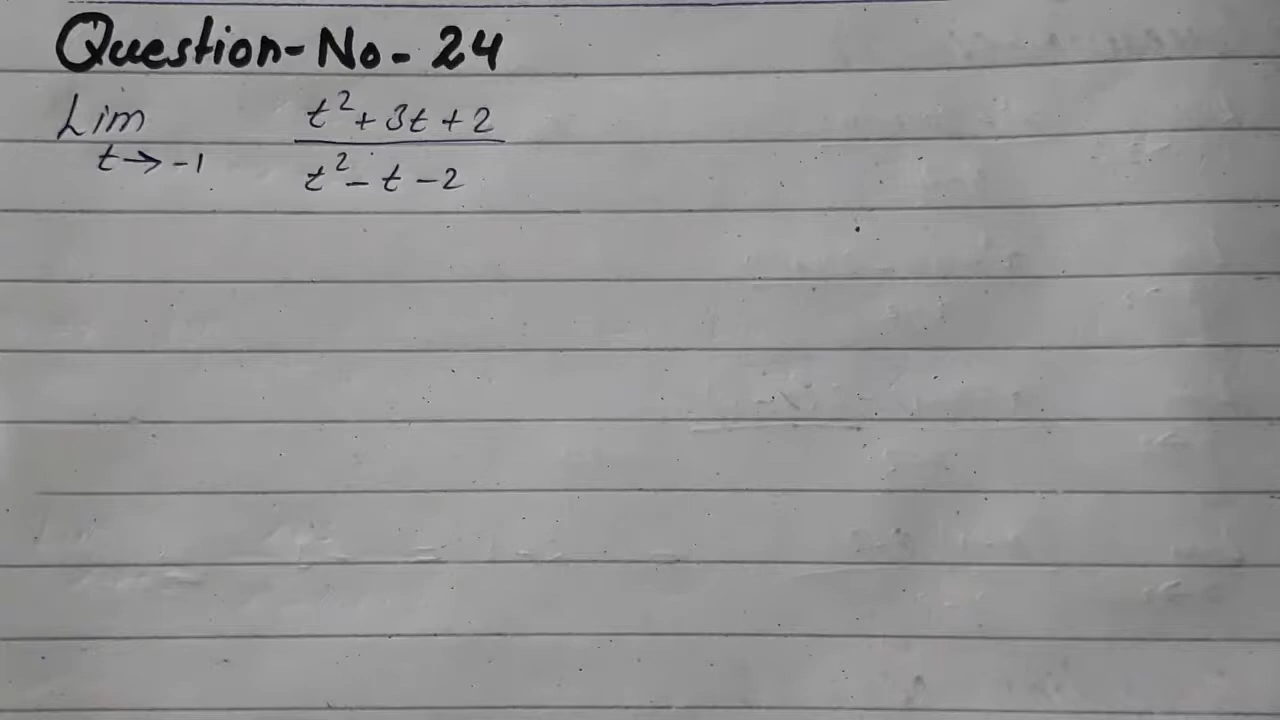 Question-No-24
Lim t²+3t+2
t→-1 t²-t-2